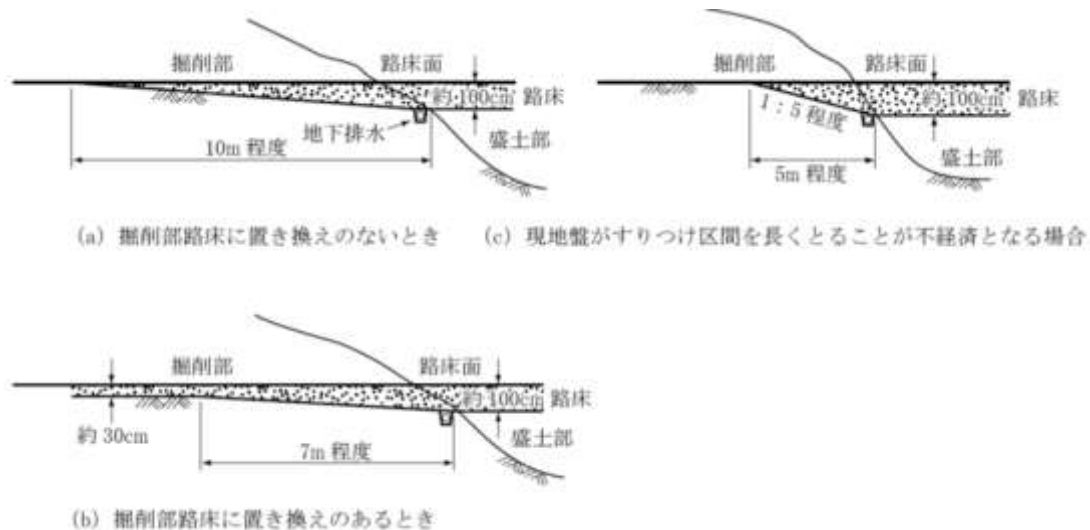 掘削部
路床面
約100cm 路床
地下排水
盛土部
10m 程度
(a) 掘削部路床に置き換えのないとき
掘削部
路床面
約100cm 路床
1:5 程度
盛土部
5m 程度
(c) 現地盤がすりつけ区間を長くとることが不経済となる場合
掘削部
路床面
約100cm 路床
約30cm
盛土部
7m 程度
(b) 掘削部路床に置き換えのあるとき